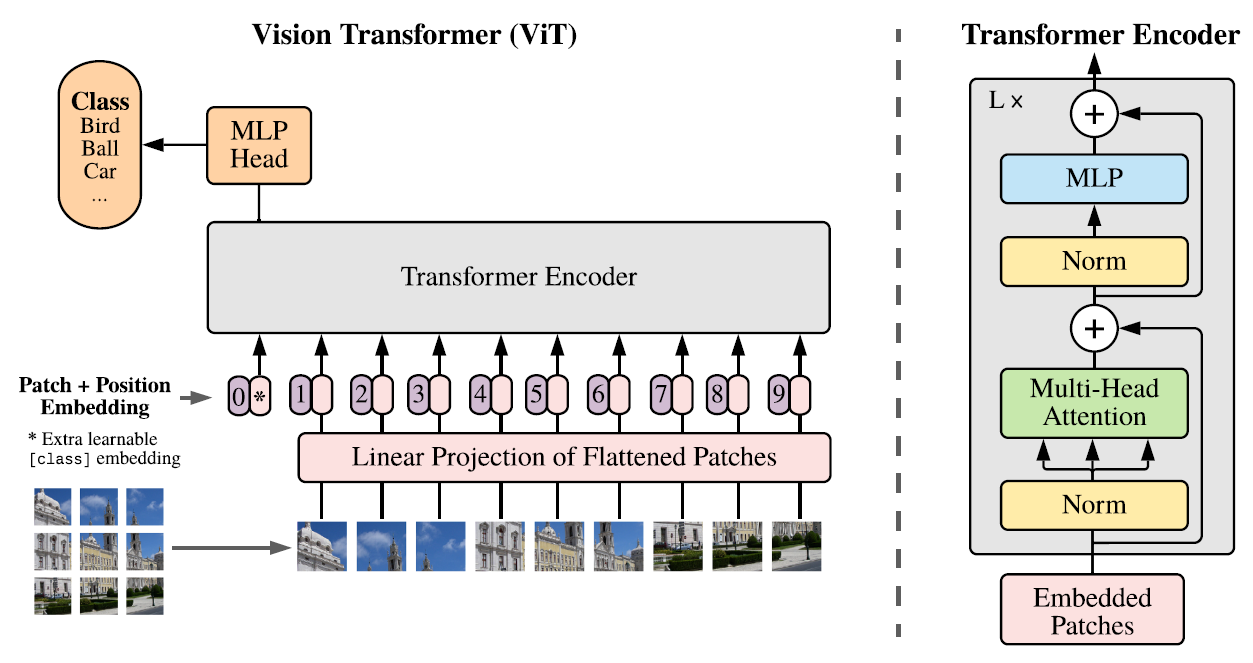 Vision Transformer (ViT)
Class
Bird
Ball
Car
...
MLP
Head
Transformer Encoder
Patch + Position
Embedding
0 * 1 2 3 4 5 6 7 8 9
* Extra learnable
[class] embedding
Linear Projection of Flattened Patches
Transformer Encoder
L x
+
MLP
Norm
+
Multi-Head
Attention
Norm
Embedded
Patches